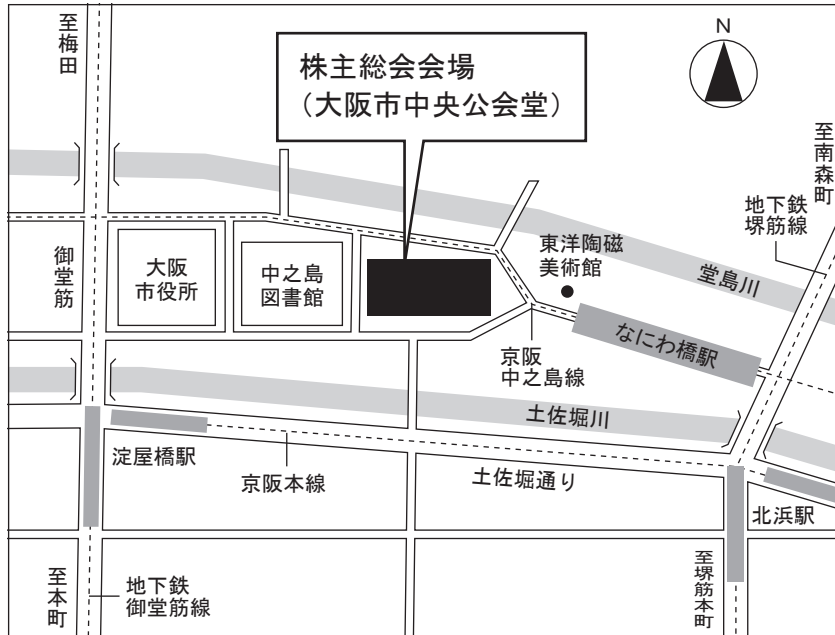 至梅田
株主総会会場
（大阪市中央公会堂）
N
至南森町
地下鉄
堺筋線
御堂筋
大阪
市役所
中之島
図書館
東洋陶磁
美術館
堂島川
なにわ橋駅
京阪
中之島線
土佐堀川
淀屋橋駅
京阪本線
土佐堀通り
北浜駅
至本町
地下鉄
御堂筋線
至堺筋本町